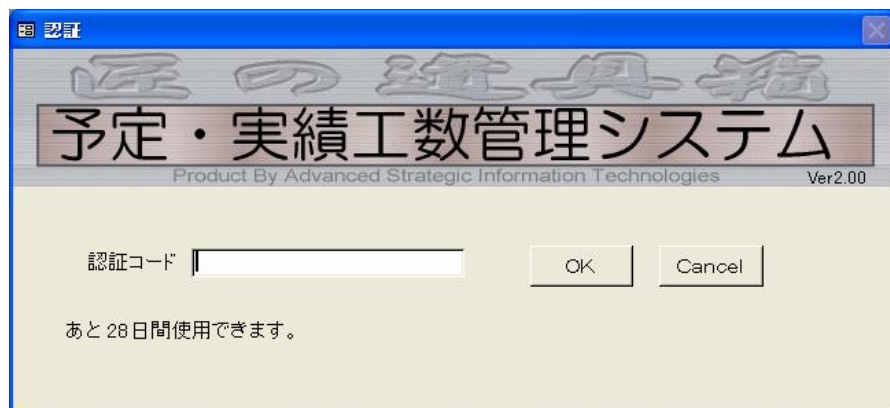 認証
匠の道具箱
予定・実績工数管理システム
Product By Advanced Strategic Information Technologies
Ver2.00
認証コード
OK
Cancel
あと28日間使用できます。